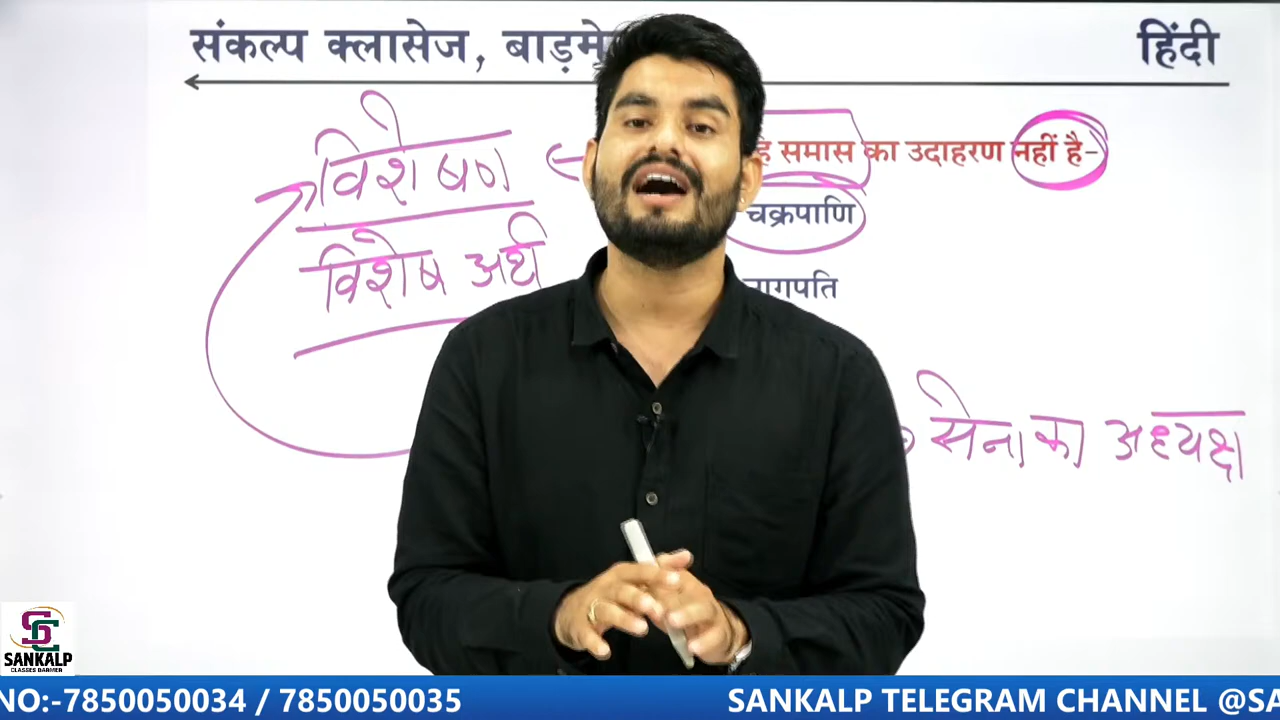 संकल्प क्लासेज, बाड़मे
हिंदी
समास का उदाहरण नहीं है-
विशेषण
चक्रपाणि
विशेष अर्थ
नागपति
सेना का अध्यक्ष
SC
SANKALP
CLASSES BARMER
NO:-7850050034 / 7850050035
SANKALP TELEGRAM CHANNEL @SA